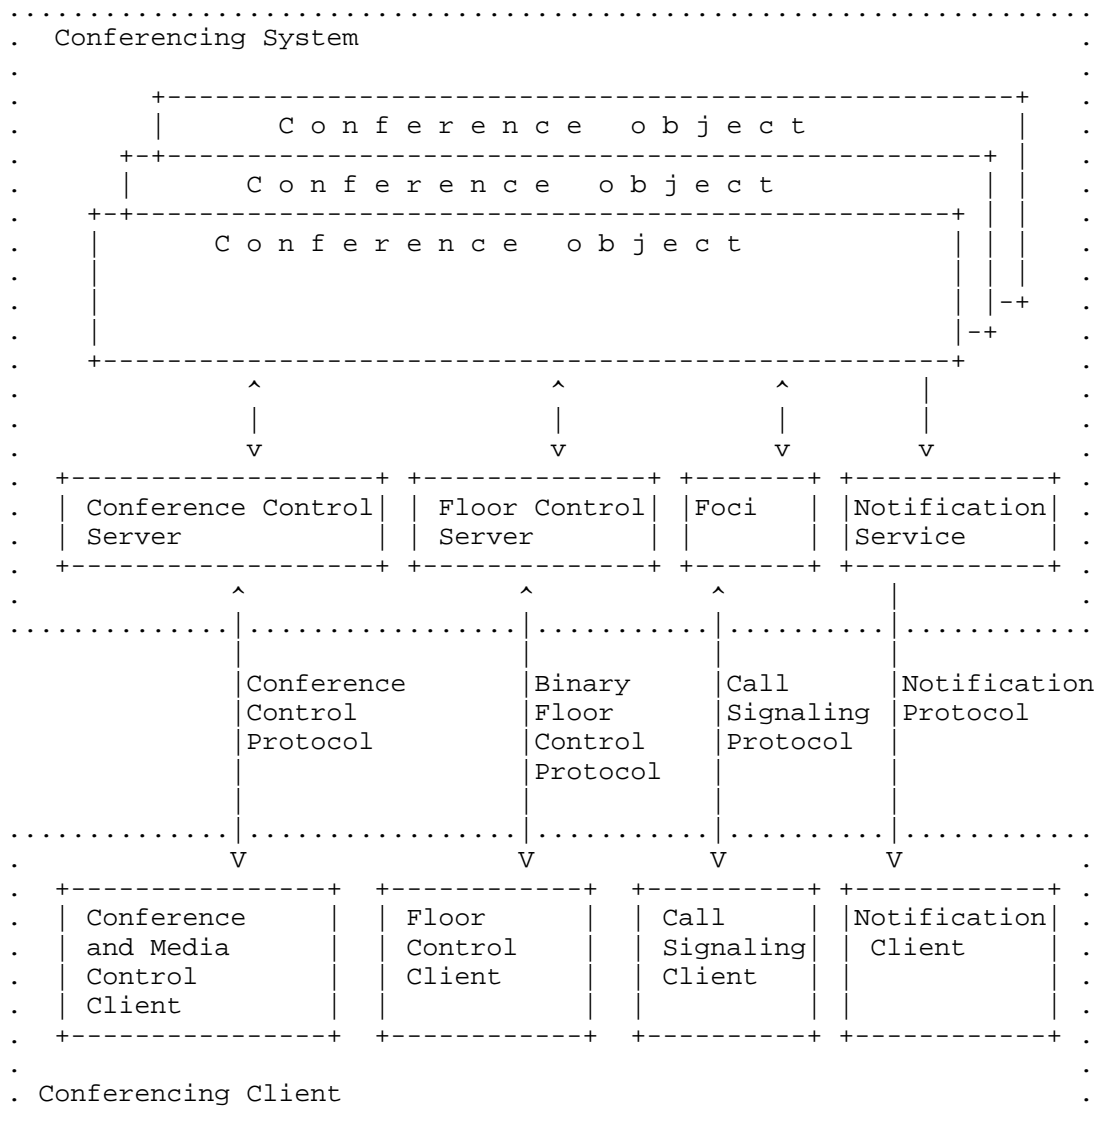 Conferencing System
C o n f e r e n c e o b j e c t
C o n f e r e n c e o b j e c t
C o n f e r e n c e o b j e c t
Conference Control Floor Control Foci Notification
Server Server Service
Conference Binary Call Notification
Control Floor Signaling Protocol
Protocol Control Protocol
Protocol
Conference Floor Call Notification
and Media Control Signaling Client
Control Client Client
Client
Conferencing Client